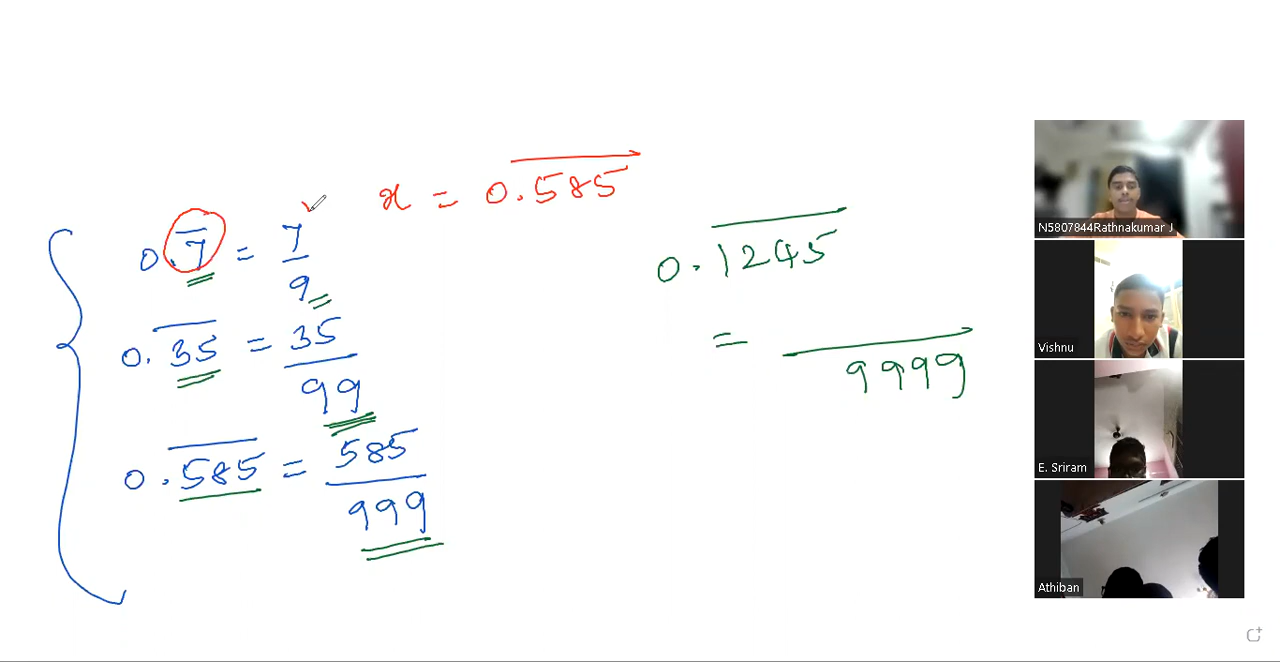 x = 0.585
0.7 = 7/9
0.35 = 35/99
0.585 = 585/999
0.1245
= /9999
N5807844Rathnakumar J
Vishnu
E. Sriram
Athiban